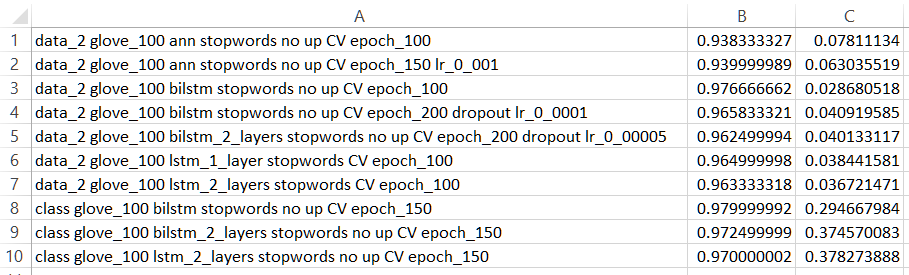 A B C
1 data_2 glove_100 ann stopwords no up CV epoch_100 0.938333327 0.07811134
2 data_2 glove_100 ann stopwords no up CV epoch_150 lr_0_001 0.939999989 0.063035519
3 data_2 glove_100 bilstm stopwords no up CV epoch_100 0.976666662 0.028680518
4 data_2 glove_100 bilstm stopwords no up CV epoch_200 dropout lr_0_0001 0.965833321 0.040919585
5 data_2 glove_100 bilstm_2_layers stopwords no up CV epoch_200 dropout lr_0_00005 0.962499994 0.040133117
6 data_2 glove_100 lstm_1_layer stopwords CV epoch_100 0.964999998 0.038441581
7 data_2 glove_100 lstm_2_layers stopwords CV epoch_100 0.963333318 0.036721471
8 class glove_100 bilstm stopwords no up CV epoch_150 0.979999992 0.294667984
9 class glove_100 bilstm_2_layers stopwords no up CV epoch_150 0.972499999 0.374570083
10 class glove_100 lstm_2_layers stopwords no up CV epoch_150 0.970000002 0.378273888